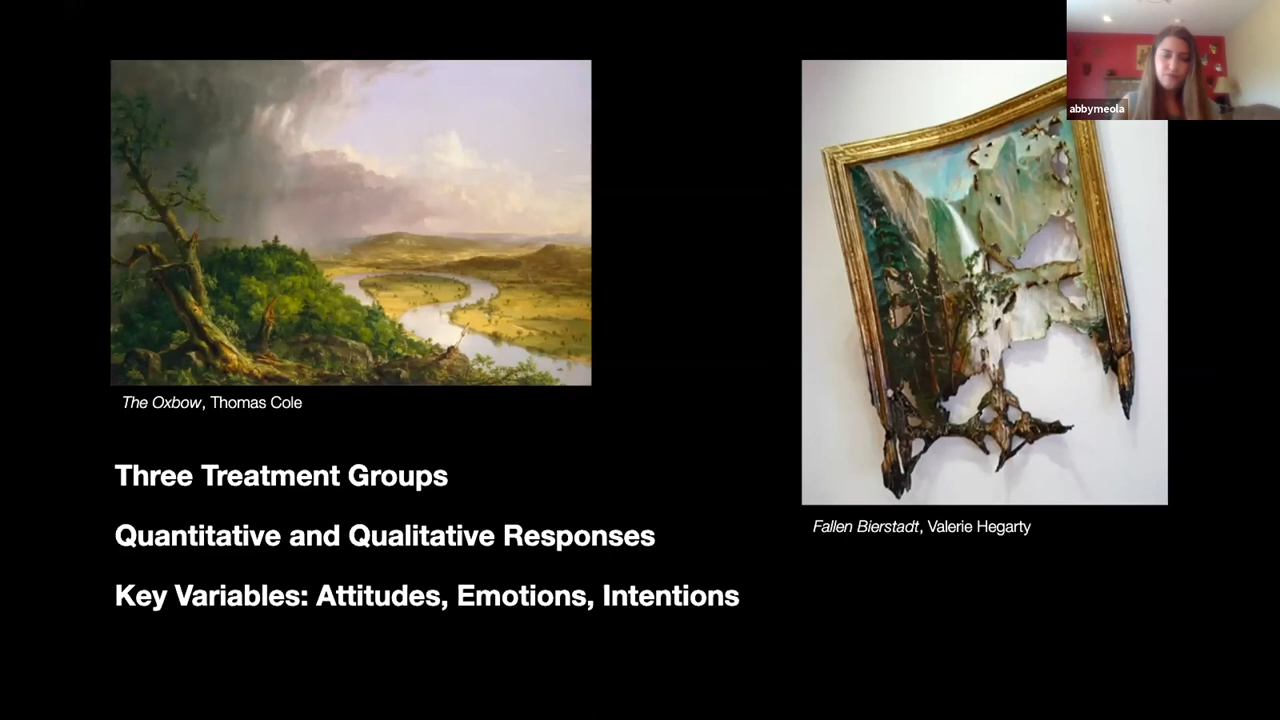 abbymeola
The Oxbow, Thomas Cole
Three Treatment Groups
Quantitative and Qualitative Responses
Fallen Bierstadt, Valerie Hegarty
Key Variables: Attitudes, Emotions, Intentions